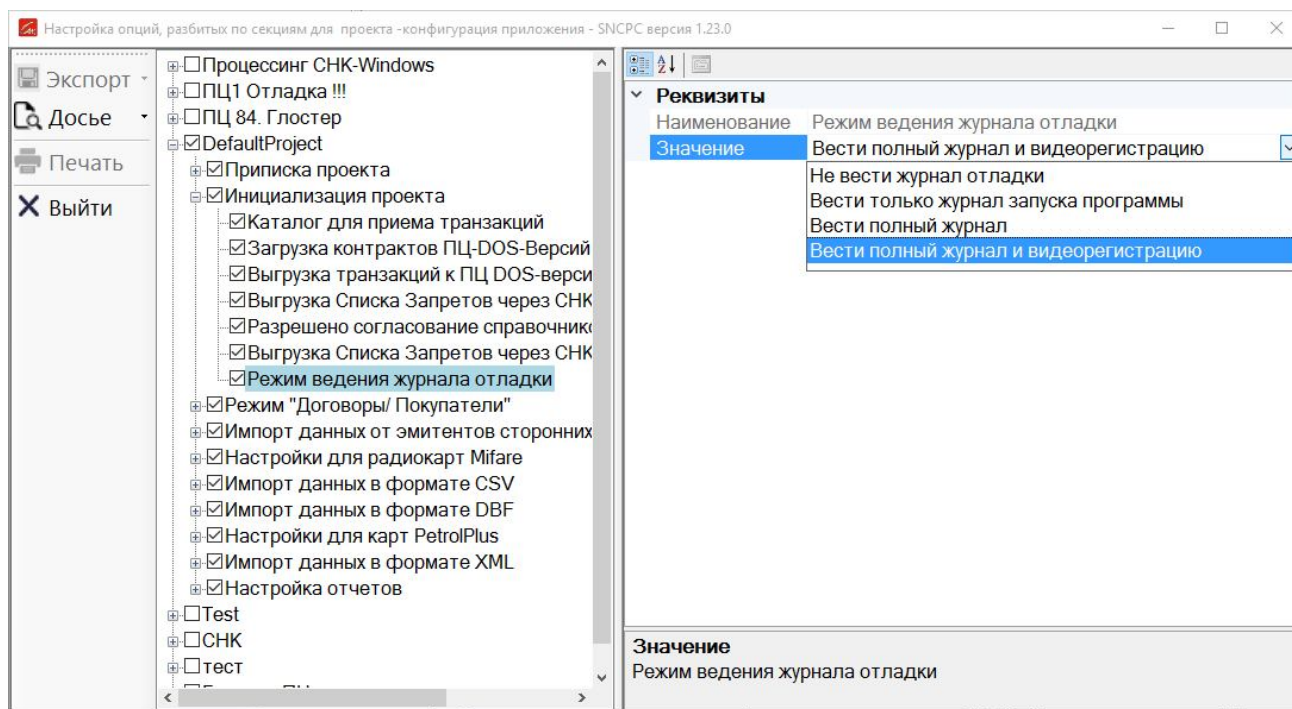 Настройка опций, разбитых по секциям для проекта -конфигурация приложения - SNCPC версия 1.23.0
Экспорт
Досье
Печать
Выйти
Процессинг СНК-Windows
ПЦ1 Отладка !!!
ПЦ 84. Глостер
DefaultProject
Приписка проекта
Инициализация проекта
Каталог для приема транзакций
Загрузка контрактов ПЦ-DOS-Версий
Выгрузка транзакций к ПЦ DOS-верси
Выгрузка Списка Запретов через СНК
Разрешено согласование справочник
Выгрузка Списка Запретов через СНК
Режим ведения журнала отладки
Режим "Договоры/ Покупатели"
Импорт данных от эмитентов сторонних
Настройки для радиокарт Mifare
Импорт данных в формате CSV
Импорт данных в формате DBF
Настройки для карт PetrolPlus
Импорт данных в формате XML
Настройка отчетов
Test
СНК
тест
Реквизиты
Наименование Режим ведения журнала отладки
Значение Вести полный журнал и видеорегистрацию
Не вести журнал отладки
Вести только журнал запуска программы
Вести полный журнал
Вести полный журнал и видеорегистрацию
Значение
Режим ведения журнала отладки